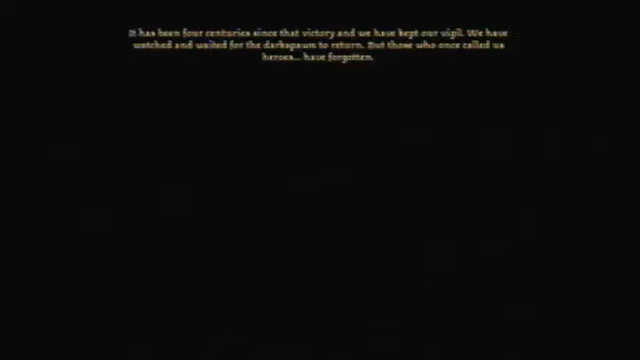 It has been four centuries since that victory and we have kept our vigil. We have
watched and waited for the darkspawn to return. But those who once called us
heroes... have forgotten.